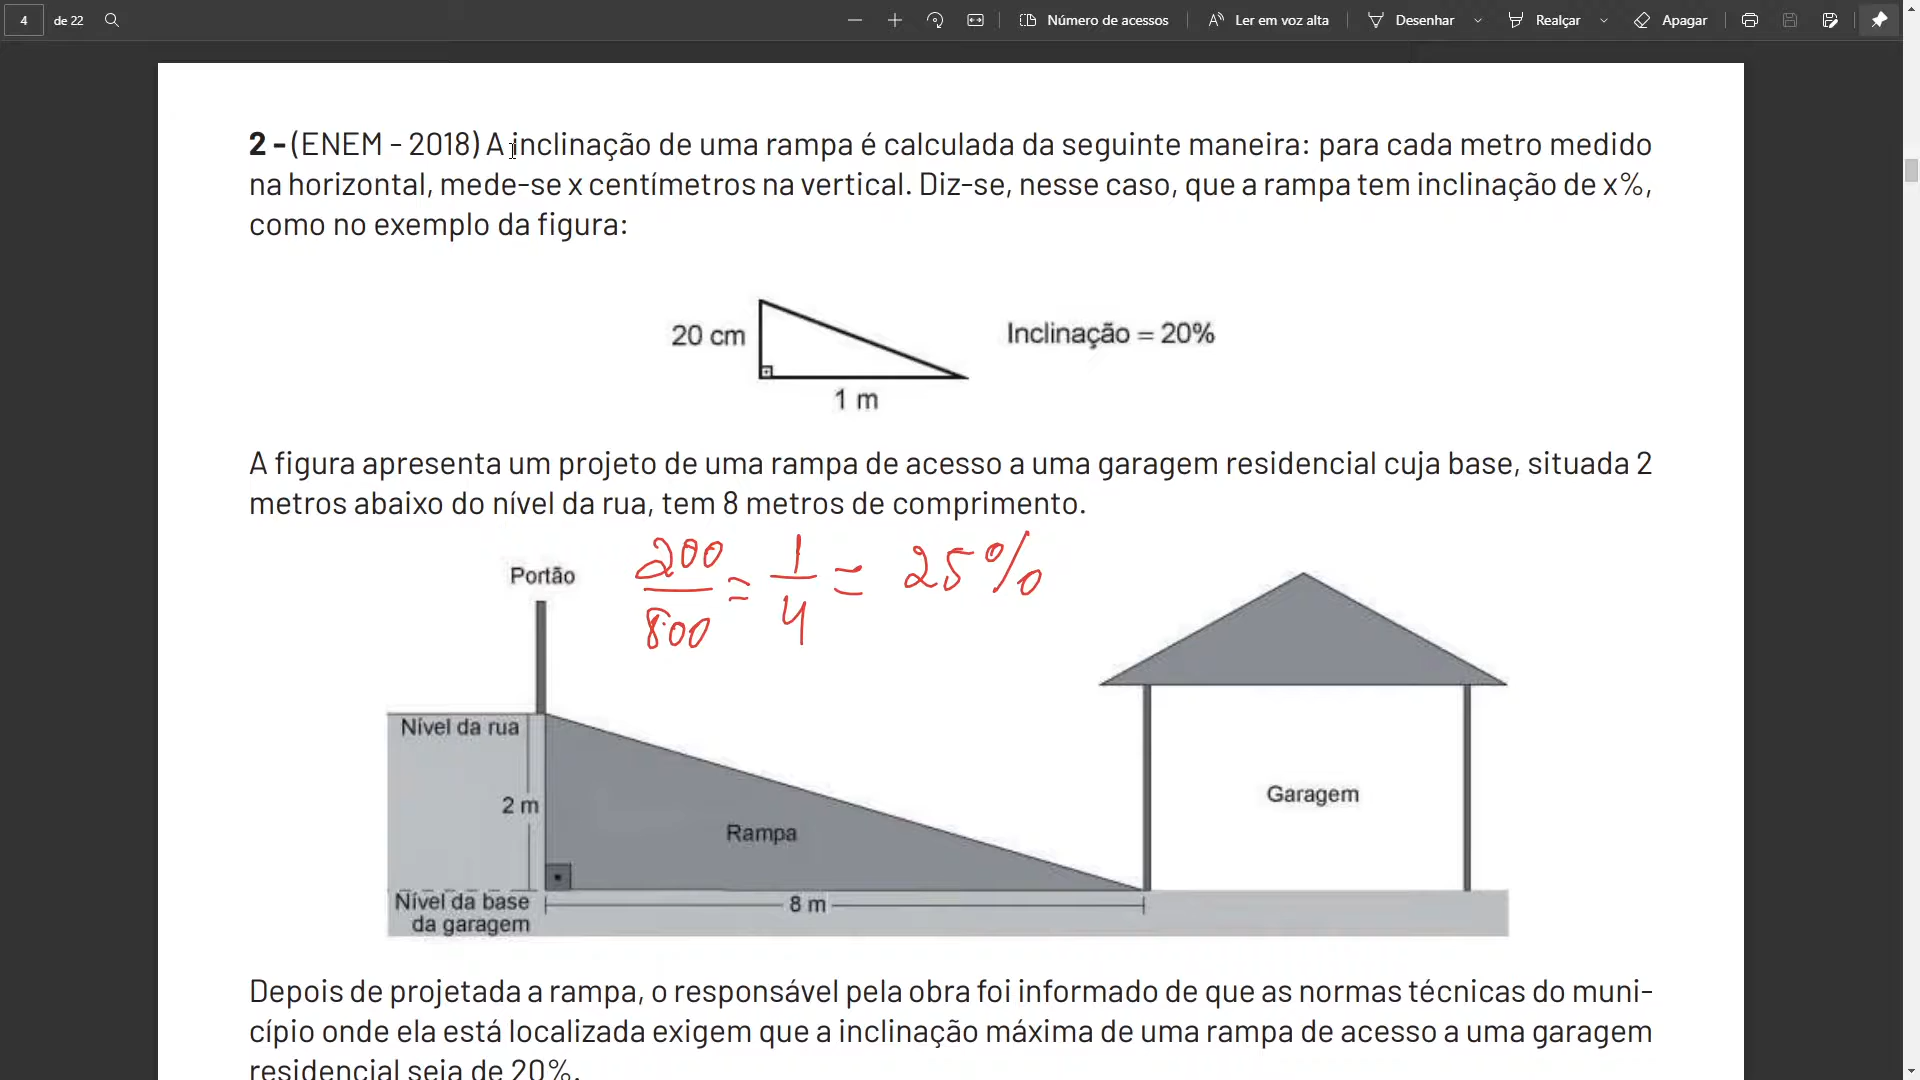 4 de 22 Número de acessos Ler em voz alta Desenhar Realçar Apagar
2 - (ENEM - 2018) A inclinação de uma rampa é calculada da seguinte maneira: para cada metro medido
na horizontal, mede-se x centímetros na vertical. Diz-se, nesse caso, que a rampa tem inclinação de x%,
como no exemplo da figura:
20 cm
Inclinação = 20%
1 m
A figura apresenta um projeto de uma rampa de acesso a uma garagem residencial cuja base, situada 2
metros abaixo do nível da rua, tem 8 metros de comprimento.
200/800 = 1/4 = 25%
Portão
Nível da rua
2 m
Rampa
Garagem
Nível da base
da garagem
8 m
Depois de projetada a rampa, o responsável pela obra foi informado de que as normas técnicas do muni-
cípio onde ela está localizada exigem que a inclinação máxima de uma rampa de acesso a uma garagem
residencial seja de 20%.